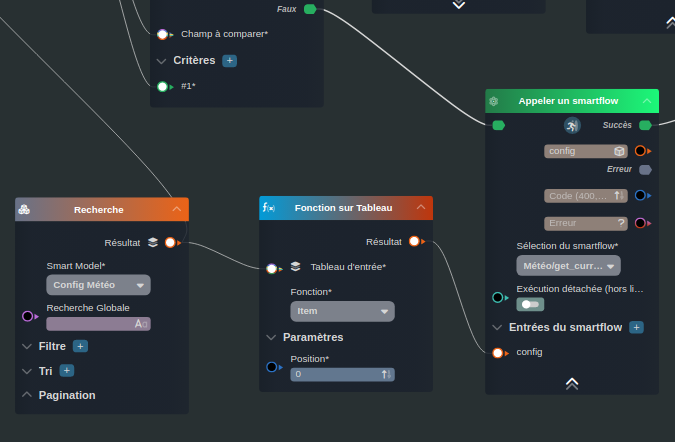 Faux
Champ à comparer*
Critères +
#1*
Appeler un smartflow
Succès
config
Erreur
Code (400,...
Erreur ?
Sélection du smartflow*
Météo/get_curr...
Exécution détachée (hors li...
Entrées du smartflow +
config
Recherche
Résultat
Smart Model*
Config Météo
Recherche Globale
A
Filtre +
Tri +
Pagination
f(x) Fonction sur Tableau
Résultat
Tableau d'entrée*
Fonction*
Item
Paramètres
Position*
0